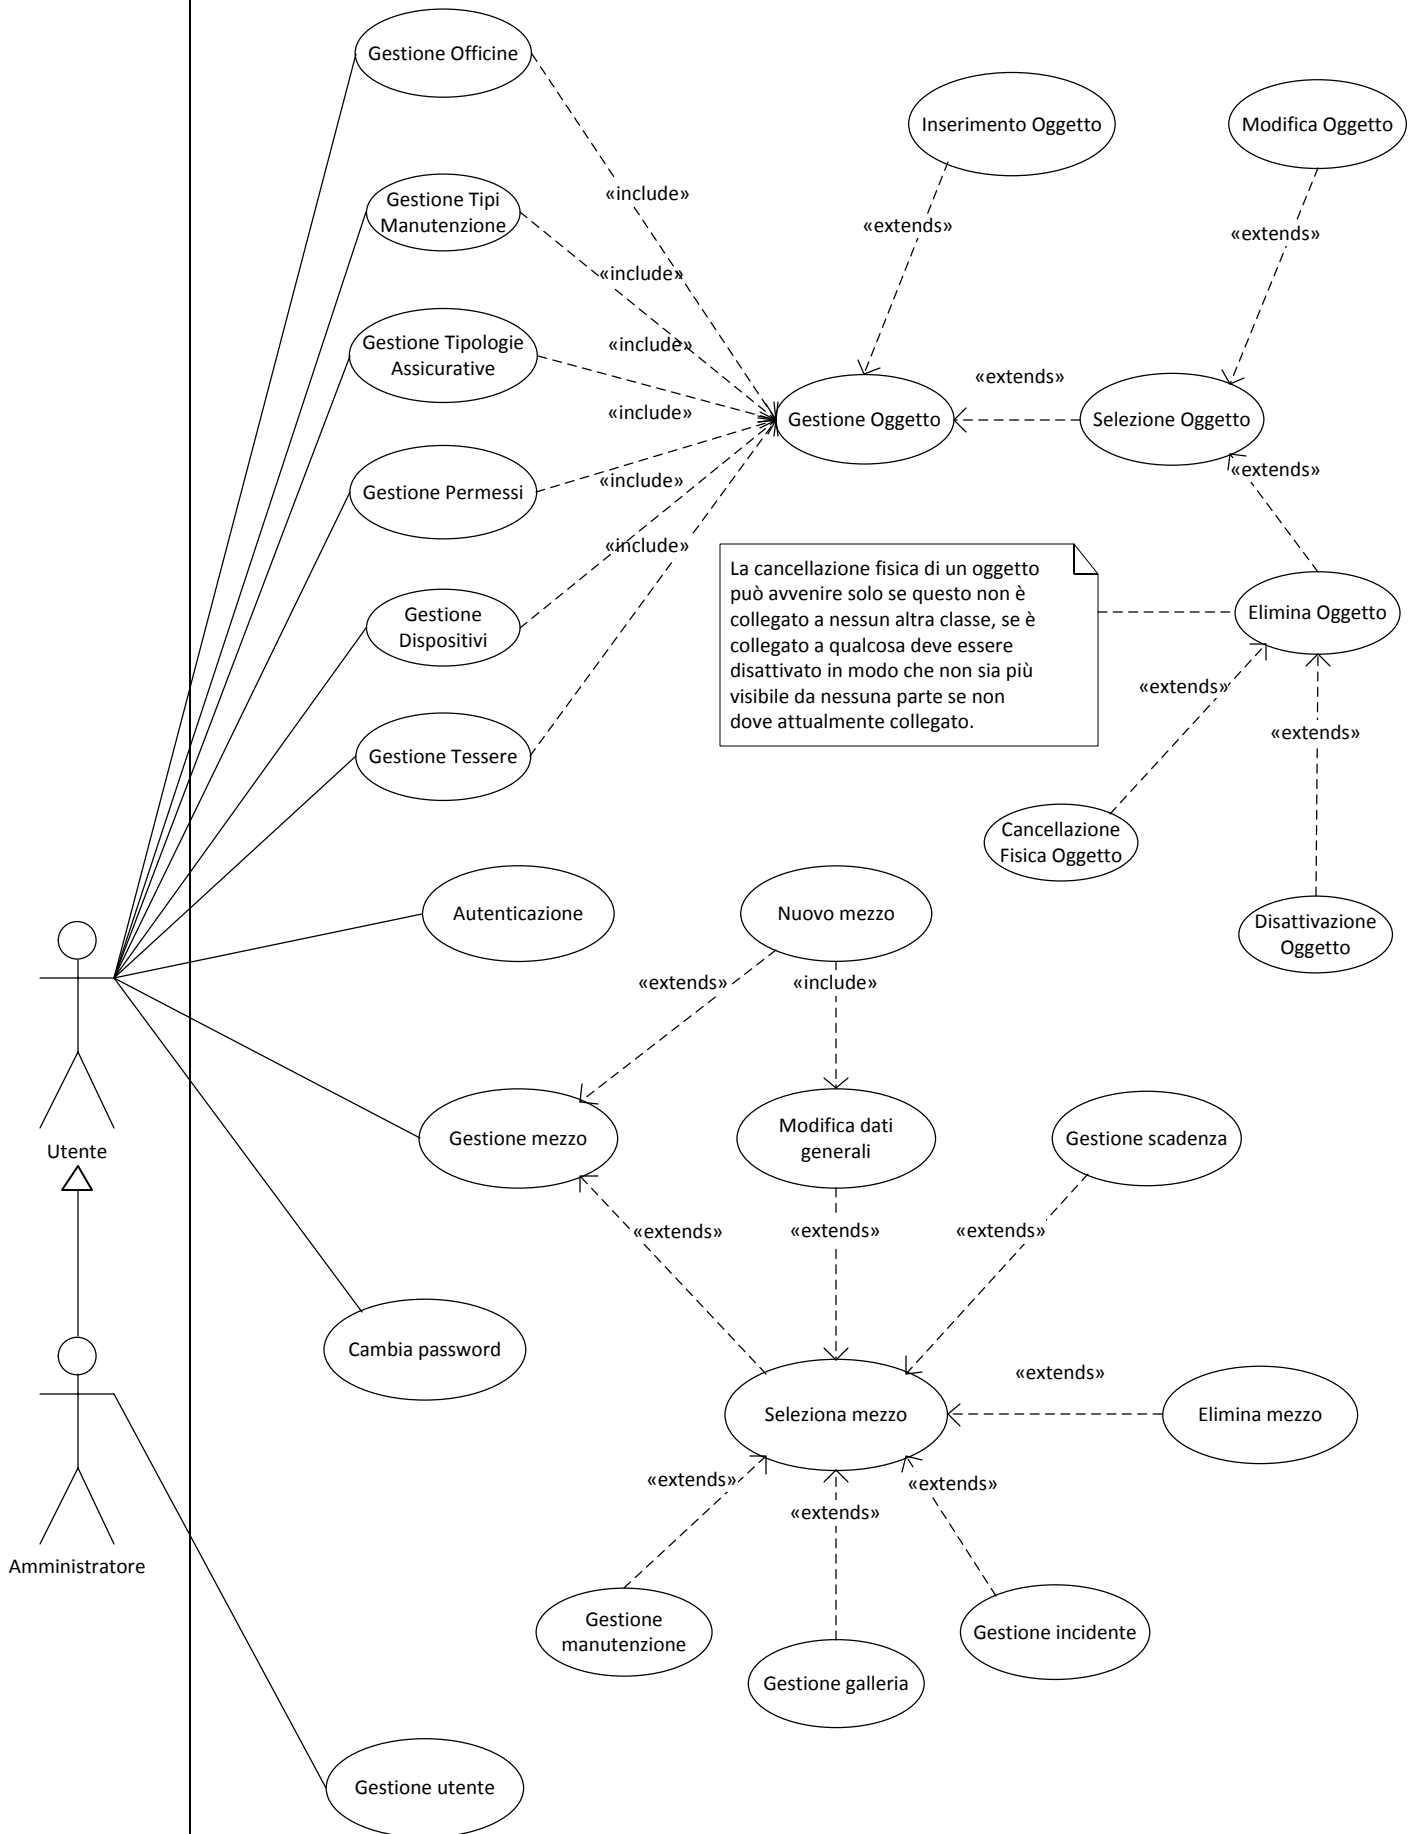 Gestione Officine
Inserimento Oggetto
Modifica Oggetto
«include»
Gestione Tipi
Manutenzione
«extends»
«extends»
«include»
Gestione Tipologie
Assicurative
«include»
«extends»
«include»
Gestione Oggetto
Selezione Oggetto
«extends»
Gestione Permessi
«include»
«include»
La cancellazione fisica di un oggetto
può avvenire solo se questo non è
collegato a nessun altra classe, se è
collegato a qualcosa deve essere
disattivato in modo che non sia più
visibile da nessuna parte se non
dove attualmente collegato.
Gestione
Dispositivi
Elimina Oggetto
«extends»
«extends»
Gestione Tessere
Cancellazione
Fisica Oggetto
Autenticazione
Nuovo mezzo
Disattivazione
Oggetto
«extends»
«include»
Utente
Gestione mezzo
Modifica dati
generali
Gestione scadenza
«extends»
«extends»
«extends»
Cambia password
«extends»
Seleziona mezzo
Elimina mezzo
«extends»
«extends»
«extends»
Amministratore
Gestione
manutenzione
Gestione incidente
Gestione galleria
Gestione utente